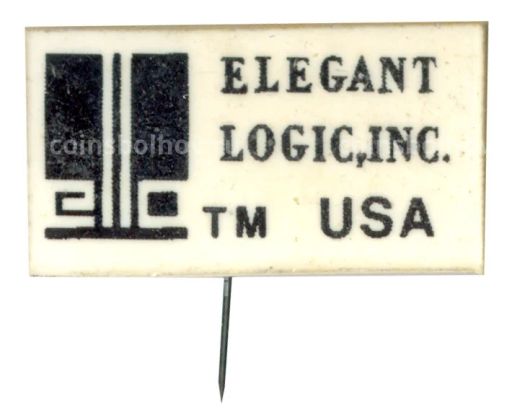 ELEGANT
LOGIC, INC.
TM USA